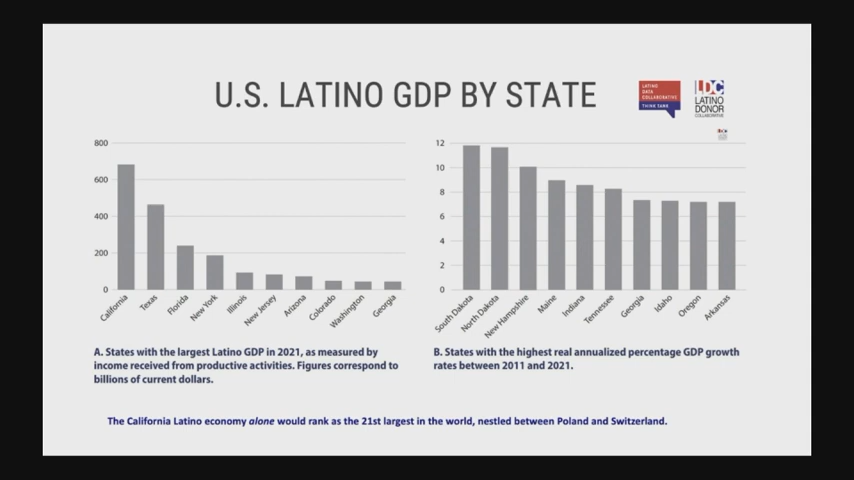 U.S. LATINO GDP BY STATE
LATINO
DATA
COLLABORATIVE
THINK TANK
LDC
LATINO
DONOR
COLLABORATIVE
800
600
400
200
0
California
Texas
Florida
New York
Illinois
New Jersey
Arizona
Colorado
Washington
Georgia
12
10
8
6
4
2
0
South Dakota
North Dakota
New Hampshire
Maine
Indiana
Tennessee
Georgia
Idaho
Oregon
Arkansas
A. States with the largest Latino GDP in 2021, as measured by
income received from productive activities. Figures correspond to
billions of current dollars.
B. States with the highest real annualized percentage GDP growth
rates between 2011 and 2021.
The California Latino economy alone would rank as the 21st largest in the world, nestled between Poland and Switzerland.